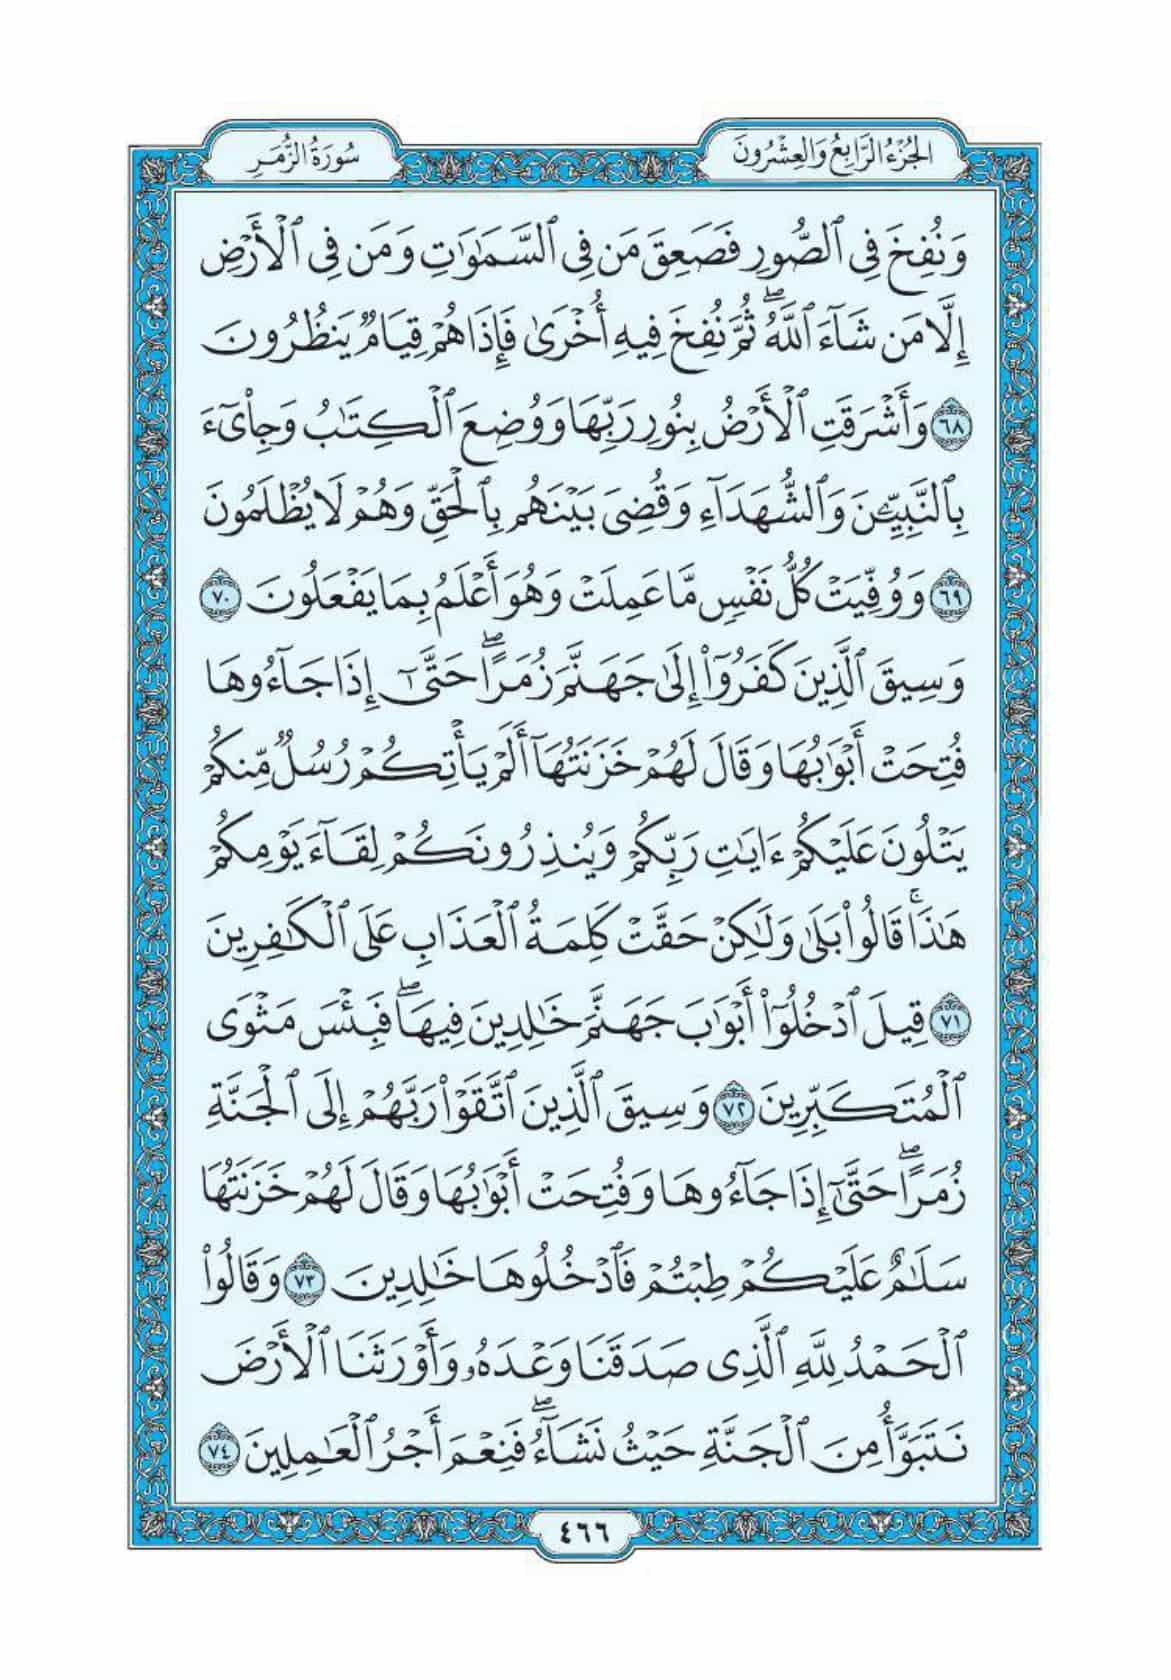 الجُزْءُ الرَّابِعُ وَالعِشْرُونَ
سُورَةُ الزُّمَرِ
وَنُفِخَ فِى ٱلصُّورِ فَصَعِقَ مَن فِى ٱلسَّمَـٰوَٰتِ وَمَن فِى ٱلْأَرْضِ
إِلَّا مَن شَآءَ ٱللَّهُ ۖ ثُمَّ نُفِخَ فِيهِ أُخْرَىٰ فَإِذَا هُمْ قِيَامٌ يَنظُرُونَ
٦٨ وَأَشْرَقَتِ ٱلْأَرْضُ بِنُورِ رَبِّهَا وَوُضِعَ ٱلْكِتَـٰبُ وَجِا۟ىٓءَ
بِٱلنَّبِيِّـۧنَ وَٱلشُّهَدَآءِ وَقُضِىَ بَيْنَهُم بِٱلْحَقِّ وَهُمْ لَا يُظْلَمُونَ
٦٩ وَوُفِّيَتْ كُلُّ نَفْسٍ مَّا عَمِلَتْ وَهُوَ أَعْلَمُ بِمَا يَفْعَلُونَ ٧٠
وَسِيقَ ٱلَّذِينَ كَفَرُوٓا۟ إِلَىٰ جَهَنَّمَ زُمَرًا ۖ حَتَّىٰٓ إِذَا جَآءُوهَا
فُتِحَتْ أَبْوَٰبُهَا وَقَالَ لَهُمْ خَزَنَتُهَآ أَلَمْ يَأْتِكُمْ رُسُلٌ مِّنكُمْ
يَتْلُونَ عَلَيْكُمْ ءَايَـٰتِ رَبِّكُمْ وَيُنذِرُونَكُمْ لِقَآءَ يَوْمِكُمْ
هَـٰذَا ۚ قَالُوا۟ بَلَىٰ وَلَـٰكِنْ حَقَّتْ كَلِمَةُ ٱلْعَذَابِ عَلَى ٱلْكَـٰفِرِينَ
٧١ قِيلَ ٱدْخُلُوٓا۟ أَبْوَٰبَ جَهَنَّمَ خَـٰلِدِينَ فِيهَا ۖ فَبِئْسَ مَثْوَى
ٱلْمُتَكَبِّرِينَ ٧٢ وَسِيقَ ٱلَّذِينَ ٱتَّقَوْا۟ رَبَّهُمْ إِلَى ٱلْجَنَّةِ
زُمَرًا ۖ حَتَّىٰٓ إِذَا جَآءُوهَا وَفُتِحَتْ أَبْوَٰبُهَا وَقَالَ لَهُمْ خَزَنَتُهَا
سَلَـٰمٌ عَلَيْكُمْ طِبْتُمْ فَٱدْخُلُوهَا خَـٰلِدِينَ ٧٣ وَقَالُوا۟
ٱلْحَمْدُ لِلَّهِ ٱلَّذِى صَدَقَنَا وَعْدَهُۥ وَأَوْرَثَنَا ٱلْأَرْضَ
نَتَبَوَّأُ مِنَ ٱلْجَنَّةِ حَيْثُ نَشَآءُ ۖ فَنِعْمَ أَجْرُ ٱلْعَـٰمِلِينَ ٧٤
٤٦٦